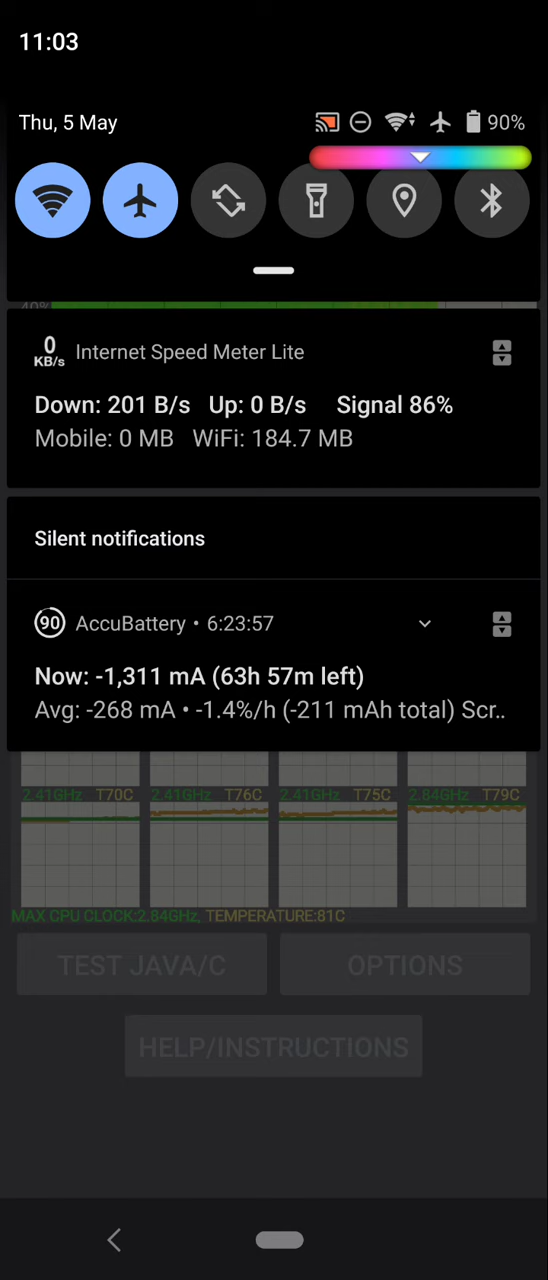 11:03
Thu, 5 May 90%
40%
0
KB/s Internet Speed Meter Lite
Down: 201 B/s Up: 0 B/s Signal 86%
Mobile: 0 MB WiFi: 184.7 MB
Silent notifications
90 AccuBattery • 6:23:57
Now: -1,311 mA (63h 57m left)
Avg: -268 mA • -1.4%/h (-211 mAh total) Scr..
2.41GHz T70C 2.41GHz T76C 2.41GHz T75C 2.84GHz T79C
MAX CPU CLOCK:2.84GHz, TEMPERATURE:81C
TEST JAVA/C OPTIONS
HELP/INSTRUCTIONS